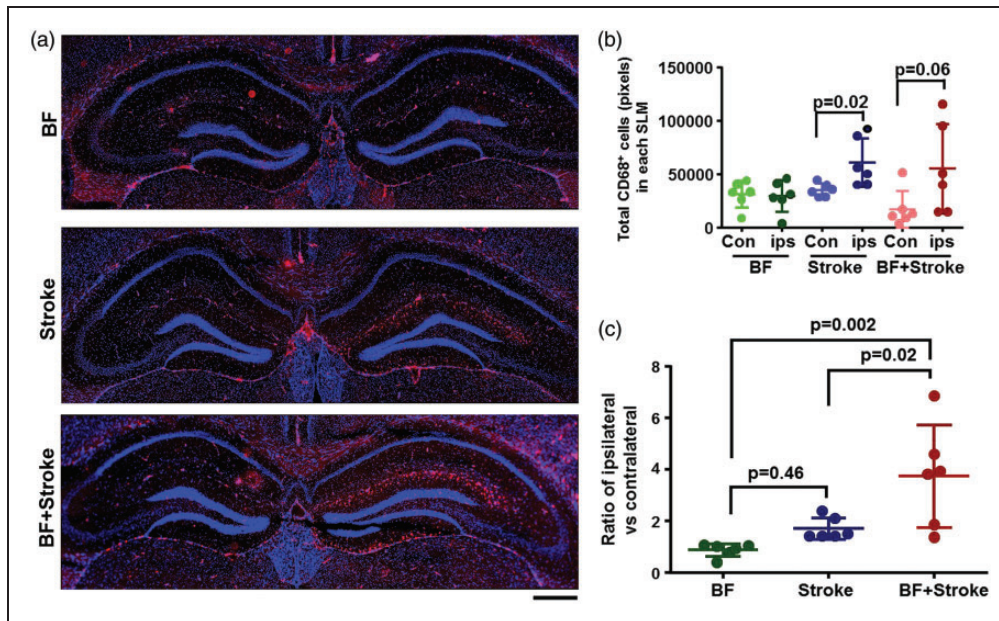 (a)
BF
Stroke
BF+Stroke
(b)
Total CD68⁺ cells (pixels)
in each SLM
150000
100000
50000
0
p=0.02
p=0.06
Con ips Con ips Con ips
BF Stroke BF+Stroke
(c)
Ratio of ipsilateral
vs contralateral
8
6
4
2
0
p=0.002
p=0.02
p=0.46
BF Stroke BF+Stroke